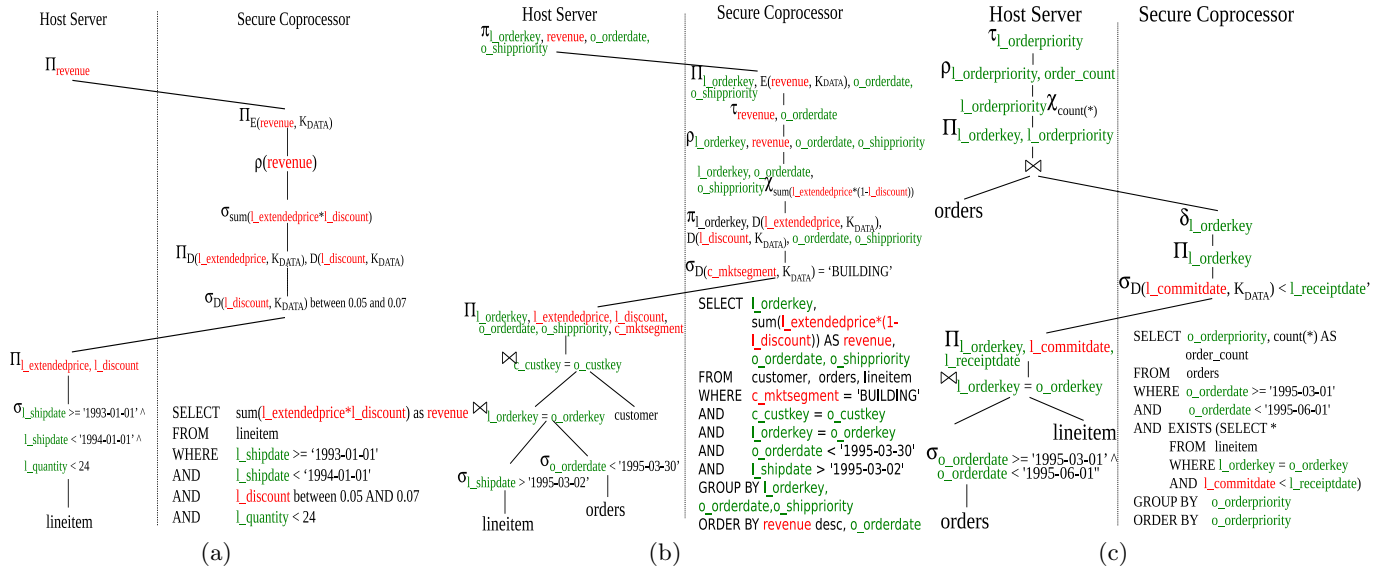 Host Server
Secure Coprocessor
Π revenue
Π E(revenue, K DATA)
ρ(revenue)
σ sum(l_extendedprice*l_discount)
Π D(l_extendedprice, K DATA), D(l_discount, K DATA)
σ D(l_discount, K DATA) between 0.05 and 0.07
Π l_extendedprice, l_discount
σ l_shipdate >= '1993-01-01' ^
l_shipdate < '1994-01-01' ^
l_quantity < 24
lineitem
SELECT sum(l_extendedprice*l_discount) as revenue
FROM lineitem
WHERE l_shipdate >= ‘1993-01-01'
AND l_shipdate < ‘1994-01-01'
AND l_discount between 0.05 AND 0.07
AND l_quantity < 24
(a)
Host Server
Secure Coprocessor
π l_orderkey, revenue, o_orderdate,
o_shippriority
Π l_orderkey, E(revenue, K DATA), o_orderdate,
o_shippriority
τ revenue, o_orderdate
ρ l_orderkey, revenue, o_orderdate, o_shippriority
l_orderkey, o_orderdate,
o_shippriority χ sum(l_extendedprice*(1-l_discount))
π l_orderkey, D(l_extendedprice, K DATA),
D(l_discount, K DATA), o_orderdate, o_shippriority
σ D(c_mktsegment, K DATA) = ‘BUILDING’
Π l_orderkey, l_extendedprice, l_discount,
o_orderdate, o_shippriority, c_mktsegment
⋈ c_custkey = o_custkey
⋈ l_orderkey = o_orderkey
customer
σ o_orderdate < '1995-03-30'
σ l_shipdate > '1995-03-02’
lineitem
orders
SELECT l_orderkey,
sum(l_extendedprice*(1-
l_discount)) AS revenue,
o_orderdate, o_shippriority
FROM customer, orders, lineitem
WHERE c_mktsegment = 'BUILDING'
AND c_custkey = o_custkey
AND l_orderkey = o_orderkey
AND o_orderdate < '1995-03-30'
AND l_shipdate > '1995-03-02'
GROUP BY l_orderkey,
o_orderdate,o_shippriority
ORDER BY revenue desc, o_orderdate
(b)
Host Server
Secure Coprocessor
τ l_orderpriority
ρ l_orderpriority, order_count
l_orderpriority χ count(*)
Π l_orderkey, l_orderpriority
⋈
orders
δ l_orderkey
Π l_orderkey
σ D(l_commitdate, K DATA) < l_receiptdate’
Π l_orderkey, l_commitdate,
l_receiptdate
⋈ l_orderkey = o_orderkey
lineitem
σ o_orderdate >= '1995-03-01’ ^
o_orderdate < '1995-06-01"
orders
SELECT o_orderpriority, count(*) AS
order_count
FROM orders
WHERE o_orderdate >= '1995-03-01'
AND o_orderdate < '1995-06-01'
AND EXISTS (SELECT *
FROM lineitem
WHERE l_orderkey = o_orderkey
AND l_commitdate < l_receiptdate)
GROUP BY o_orderpriority
ORDER BY o_orderpriority
(c)